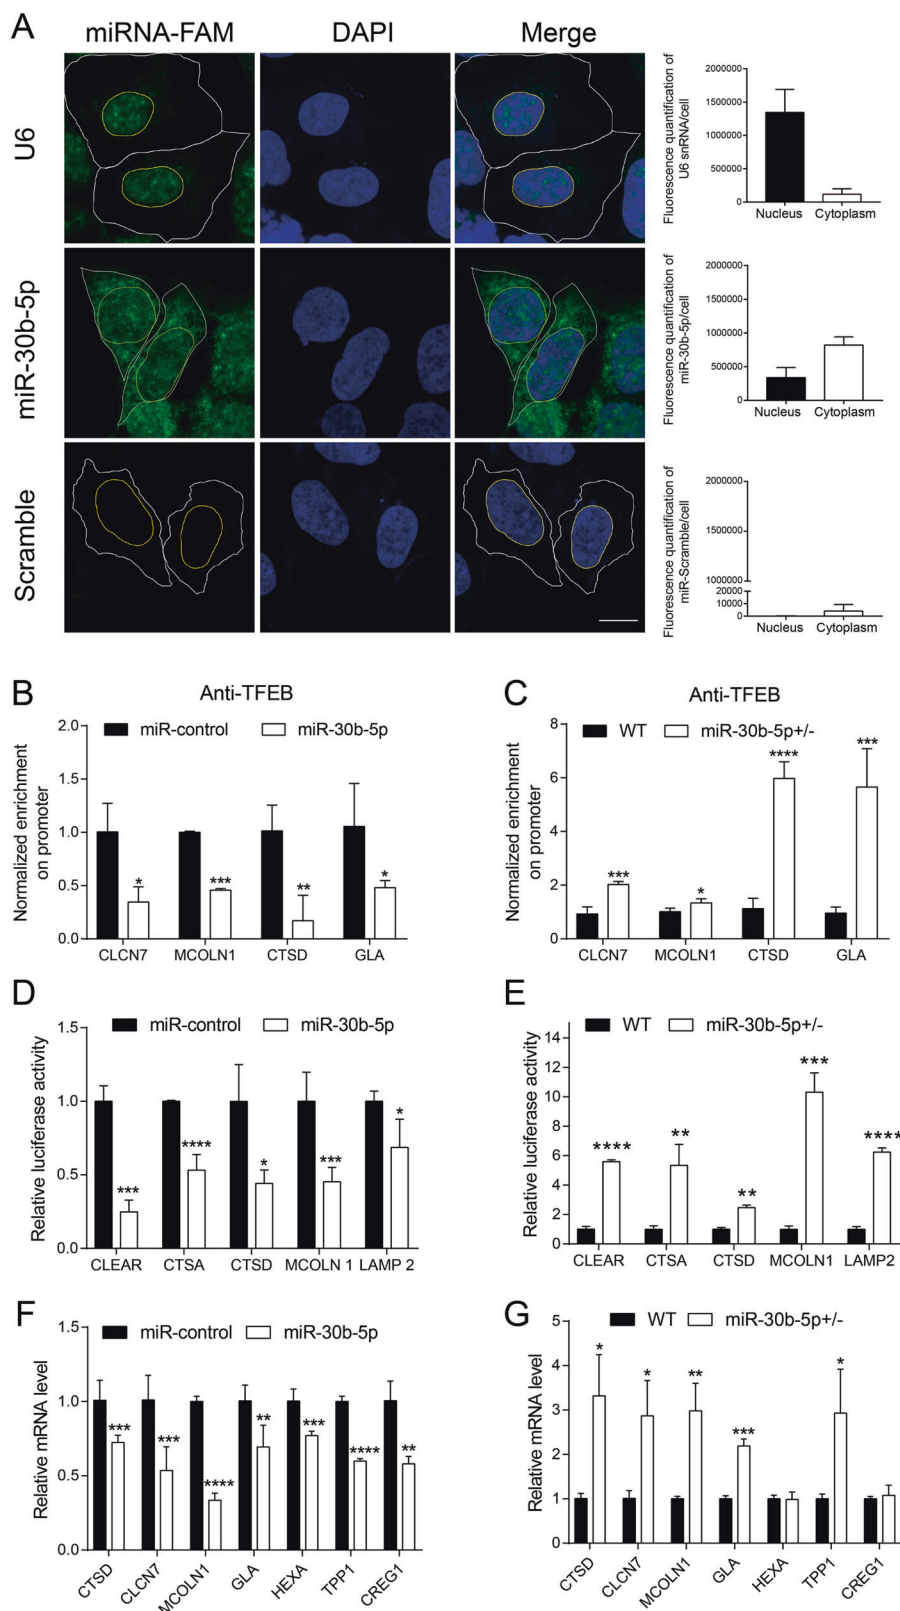 A
miRNA-FAM
DAPI
Merge
U6
Fluorescence quantification of
U6 snRNA/cell
2000000
1500000
1000000
500000
0
Nucleus
Cytoplasm
miR-30b-5p
Fluorescence quantification of
miR-30b-5p/cell
2000000
1500000
1000000
500000
0
Nucleus
Cytoplasm
Scramble
Fluorescence quantification of
miR-Scramble/cell
2000000
1500000
1000000
20000
10000
0
Nucleus
Cytoplasm
B
Anti-TFEB
miR-control
miR-30b-5p
Normalized enrichment
on promoter
2.0
1.5
1.0
0.5
0.0
*
***
**
*
CLCN7
MCOLN1
CTSD
GLA
C
Anti-TFEB
WT
miR-30b-5p+/-
Normalized enrichment
on promoter
8
6
4
2
0
***
*
****
***
CLCN7
MCOLN1
CTSD
GLA
D
miR-control
miR-30b-5p
Relative luciferase activity
1.5
1.0
0.5
0.0
***
****
*
***
*
CLEAR
CTSA
CTSD
MCOLN 1
LAMP 2
E
WT
miR-30b-5p+/-
Relative luciferase activity
14
12
10
8
6
4
2
0
****
**
**
***
****
CLEAR
CTSA
CTSD
MCOLN1
LAMP2
F
miR-control
miR-30b-5p
Relative mRNA level
1.5
1.0
0.5
0.0
***
***
****
**
***
****
**
CTSD
CLCN7
MCOLN1
GLA
HEXA
TPP1
CREG1
G
WT
miR-30b-5p+/-
Relative mRNA level
5
4
3
2
1
0
*
*
**
***
*
CTSD
CLCN7
MCOLN1
GLA
HEXA
TPP1
CREG1